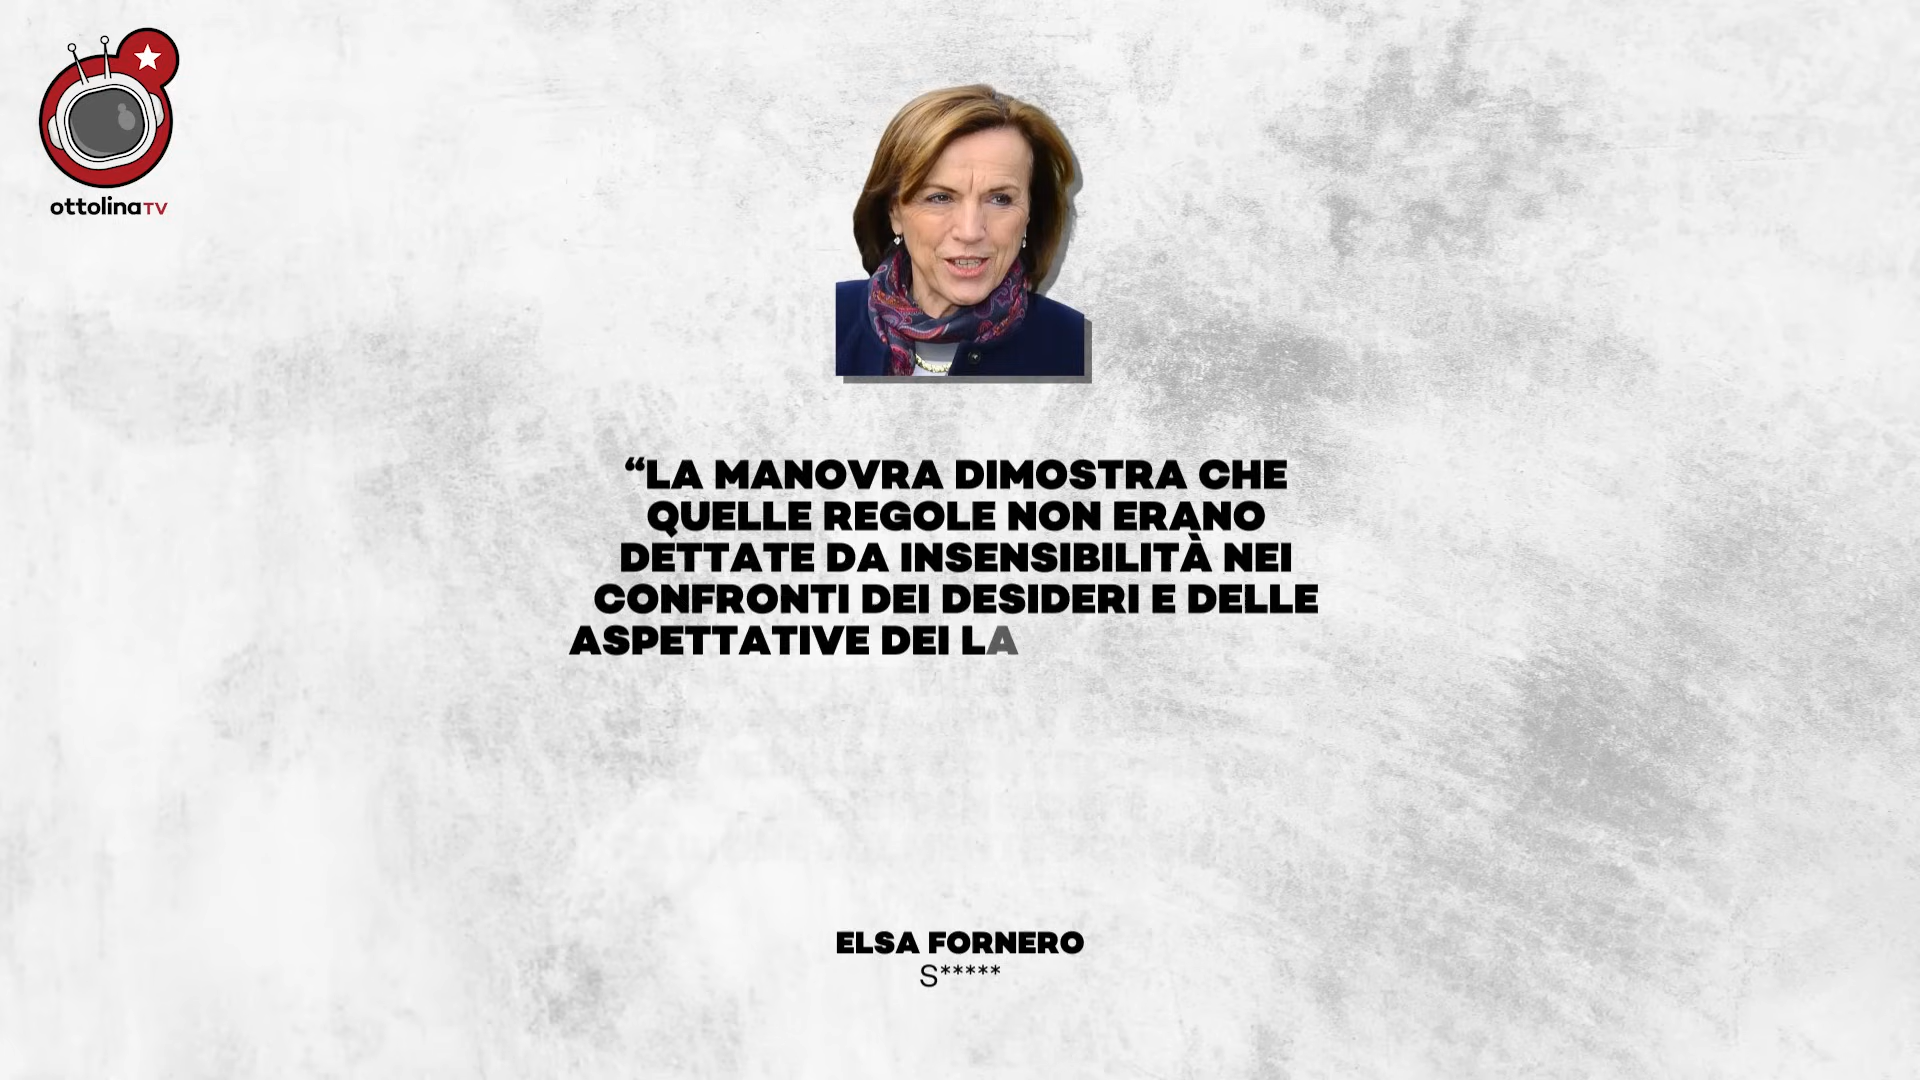 ottolinaTV
“LA MANOVRA DIMOSTRA CHE
QUELLE REGOLE NON ERANO
DETTATE DA INSENSIBILITÀ NEI
CONFRONTI DEI DESIDERI E DELLE
ASPETTATIVE DEI LA
ELSA FORNERO
S*****